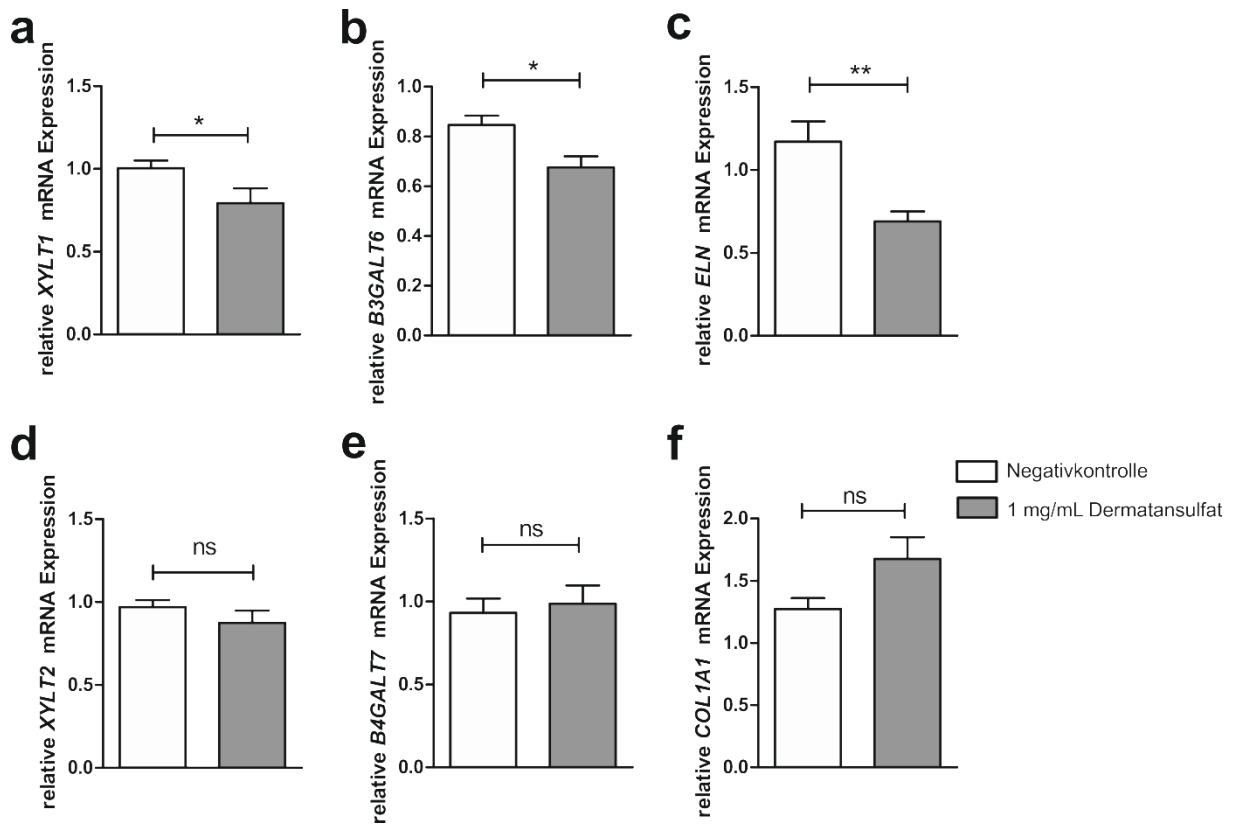 a
relative XYLT1 mRNA Expression
1.5
1.0
0.5
0.0
*
b
relative B3GALT6 mRNA Expression
1.0
0.8
0.6
0.4
0.2
0.0
*
c
relative ELN mRNA Expression
1.5
1.0
0.5
0.0
**
d
relative XYLT2 mRNA Expression
1.5
1.0
0.5
0.0
ns
e
relative B4GALT7 mRNA Expression
1.5
1.0
0.5
0.0
ns
f
relative COL1A1 mRNA Expression
2.0
1.5
1.0
0.5
0.0
ns
Negativkontrolle
1 mg/mL Dermatansulfat